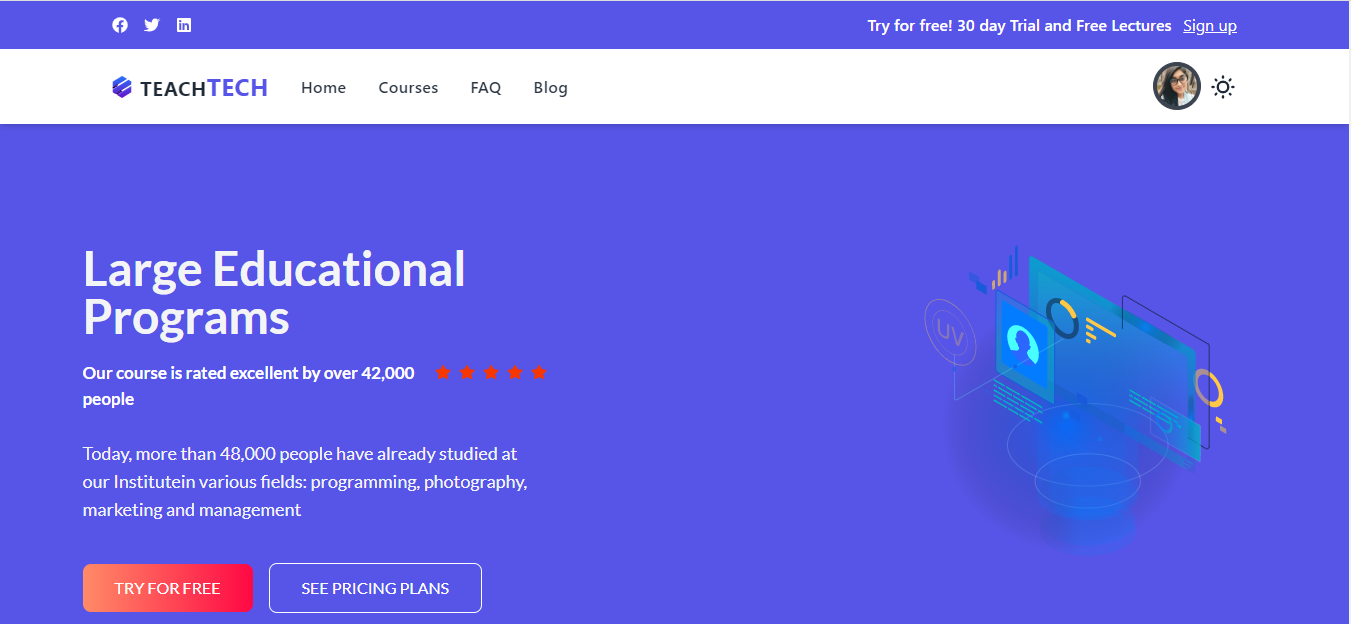 Try for free! 30 day Trial and Free Lectures Sign up
TEACHTECH Home Courses FAQ Blog
Large Educational
Programs
Our course is rated excellent by over 42,000
people
Today, more than 48,000 people have already studied at
our Institutein various fields: programming, photography,
marketing and management
UV
TRY FOR FREE SEE PRICING PLANS